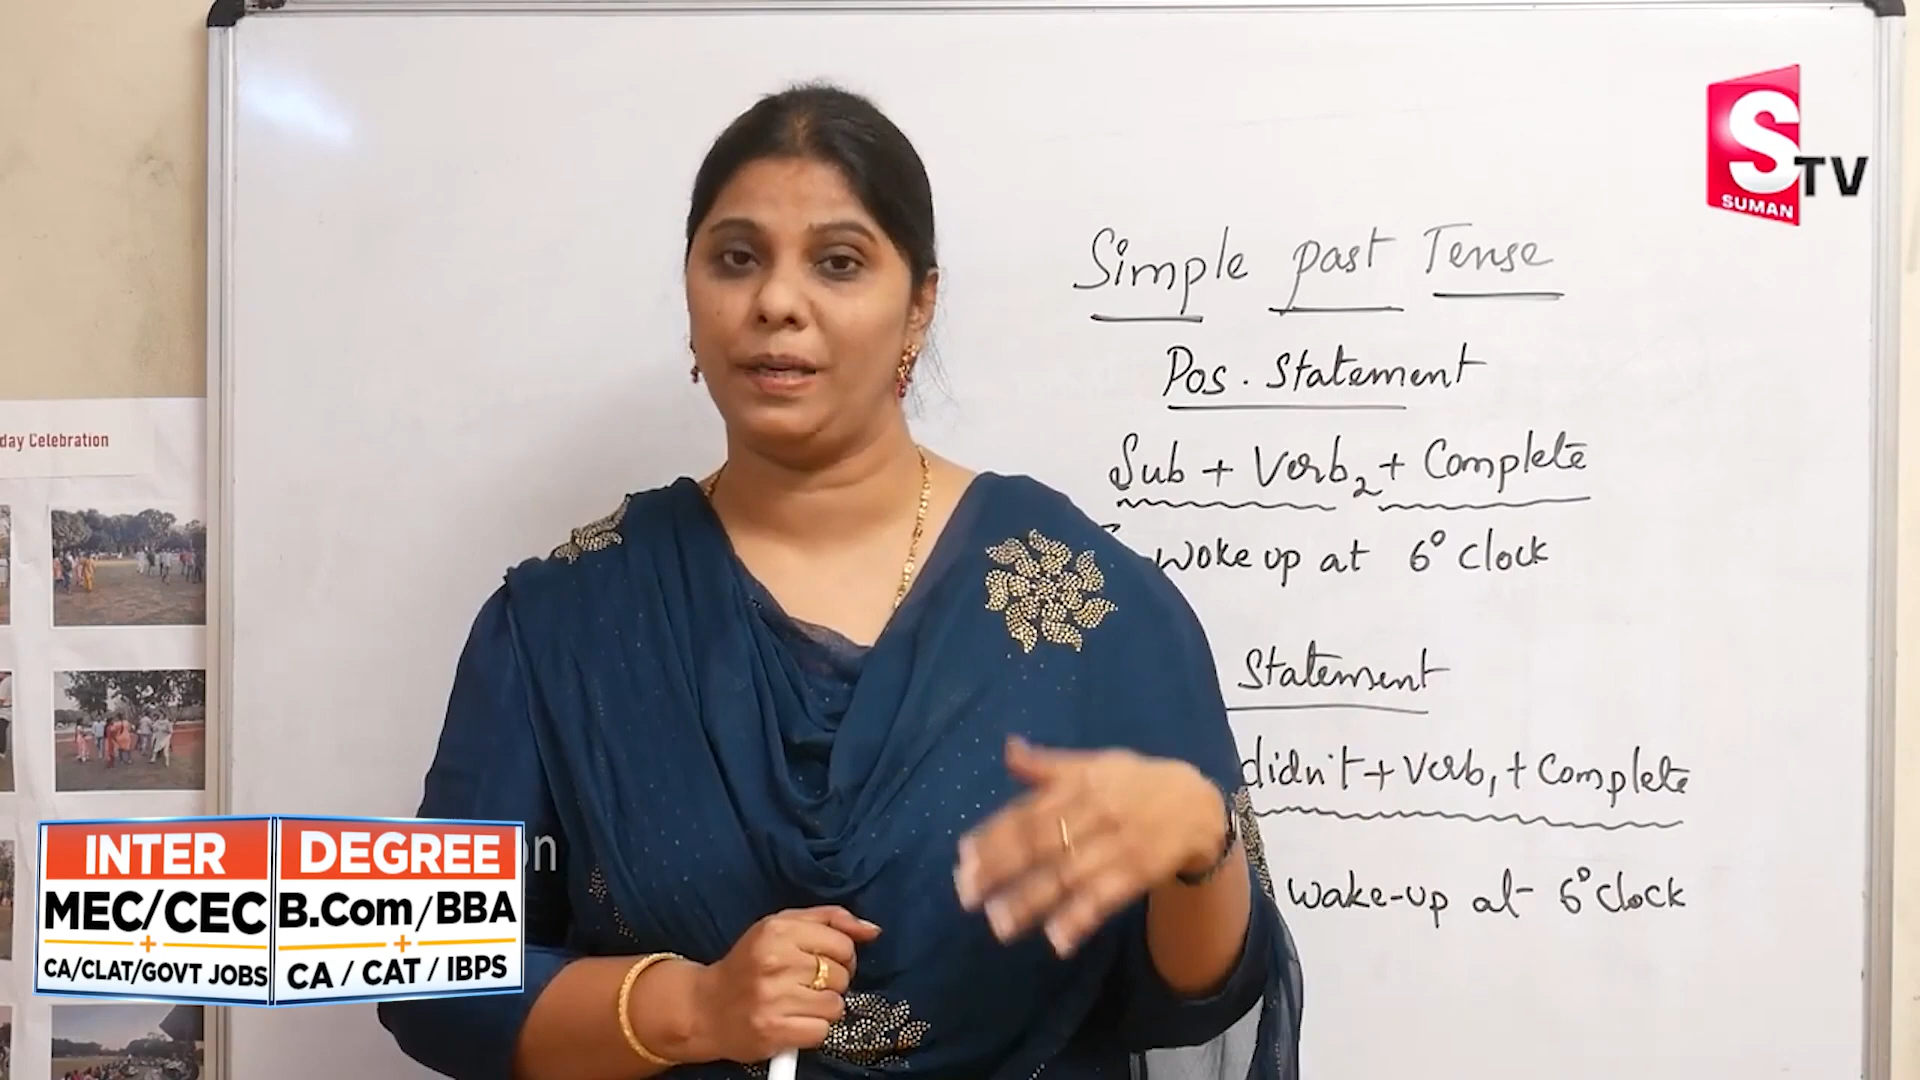 S TV
SUMAN
Simple past Tense
Pos. Statement
Sub + Verb2 + Complete
woke up at 6° clock
Statement
didn't + Verb1 + Complete
wake-up at 6° clock
day Celebration
INTER DEGREE
MEC/CEC B.Com/BBA
+ +
CA/CLAT/GOVT JOBS CA / CAT / IBPS
on